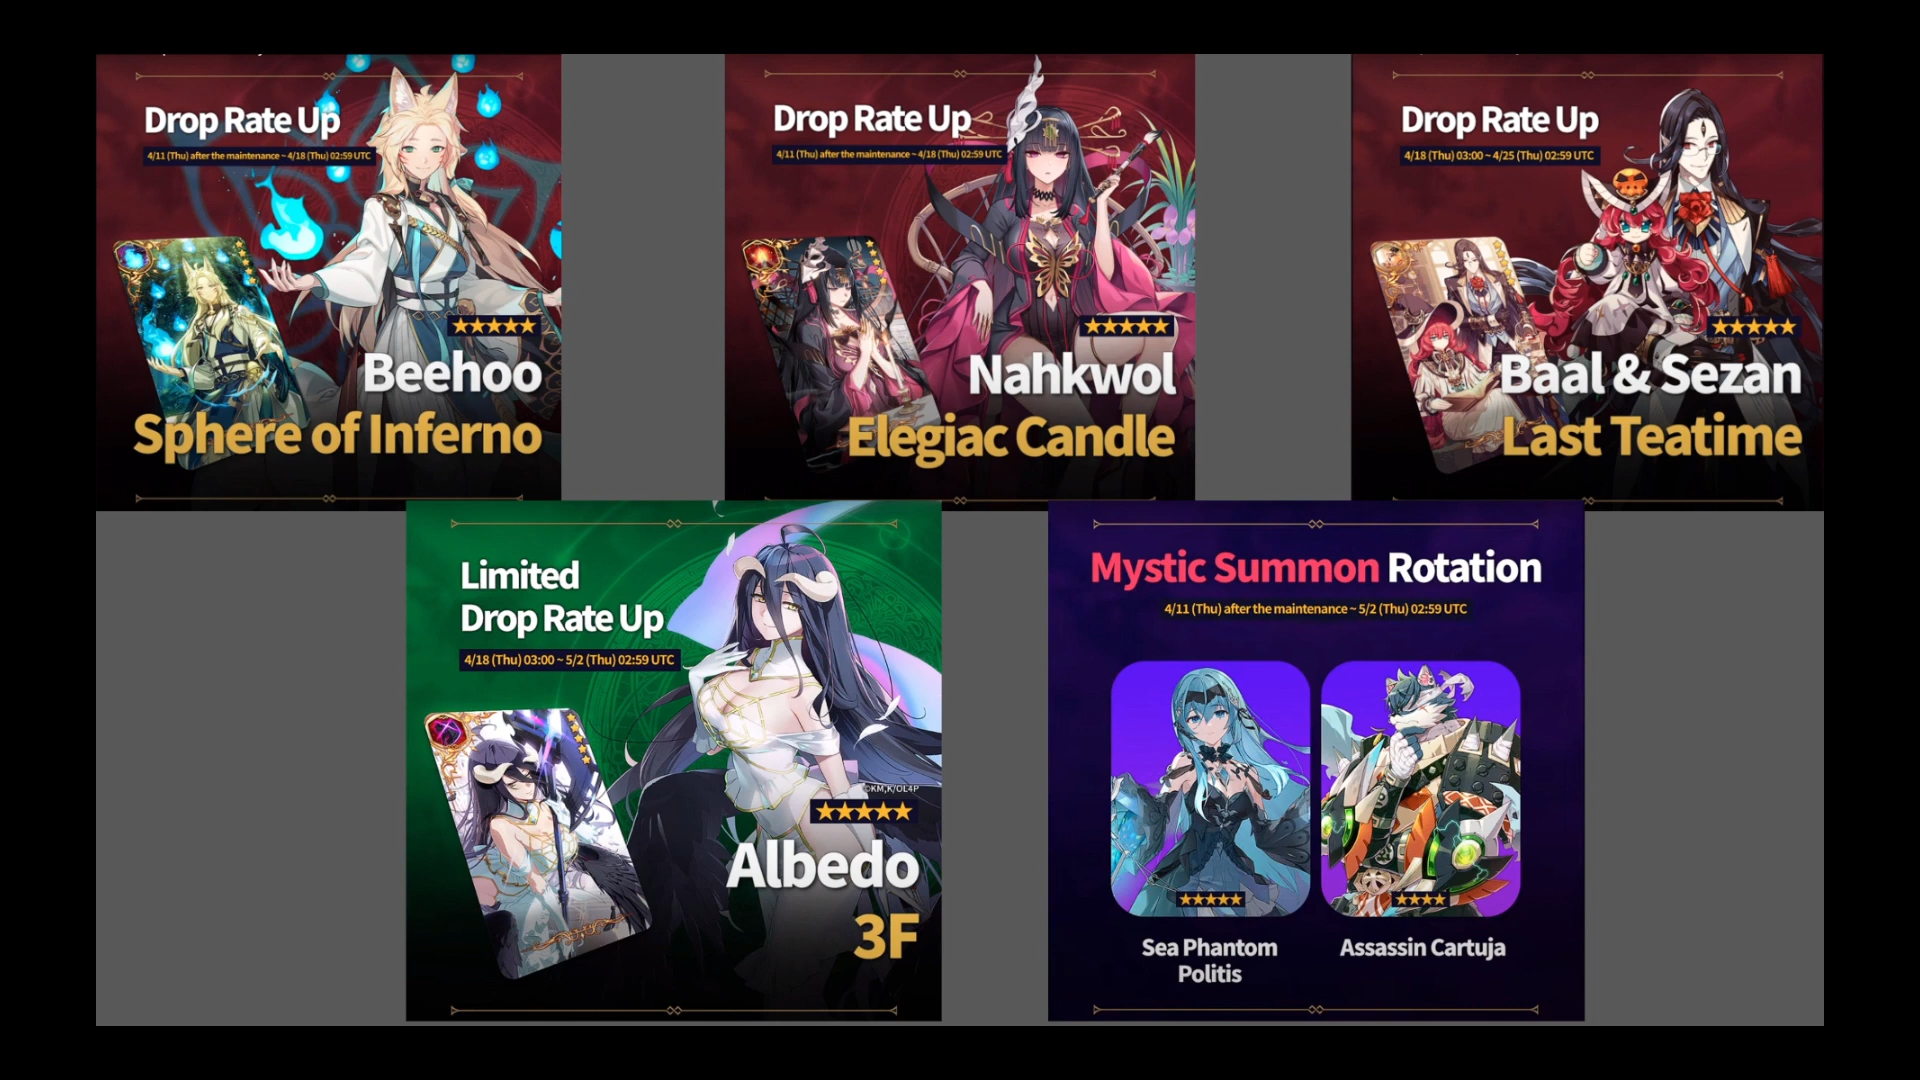 Drop Rate Up
4/11 (Thu) after the maintenance ~ 4/18 (Thu) 02:59 UTC
Beehoo
Sphere of Inferno
Drop Rate Up
4/11 (Thu) after the maintenance ~ 4/18 (Thu) 02:59 UTC
Nahkwol
Elegiac Candle
Drop Rate Up
4/18 (Thu) 03:00 ~ 4/25 (Thu) 02:59 UTC
Baal & Sezan
Last Teatime
Limited
Drop Rate Up
4/18 (Thu) 03:00 ~ 5/2 (Thu) 02:59 UTC
©KM,K/OL4P
Albedo
3F
Mystic Summon Rotation
4/11 (Thu) after the maintenance ~ 5/2 (Thu) 02:59 UTC
Sea Phantom
Politis
Assassin Cartuja